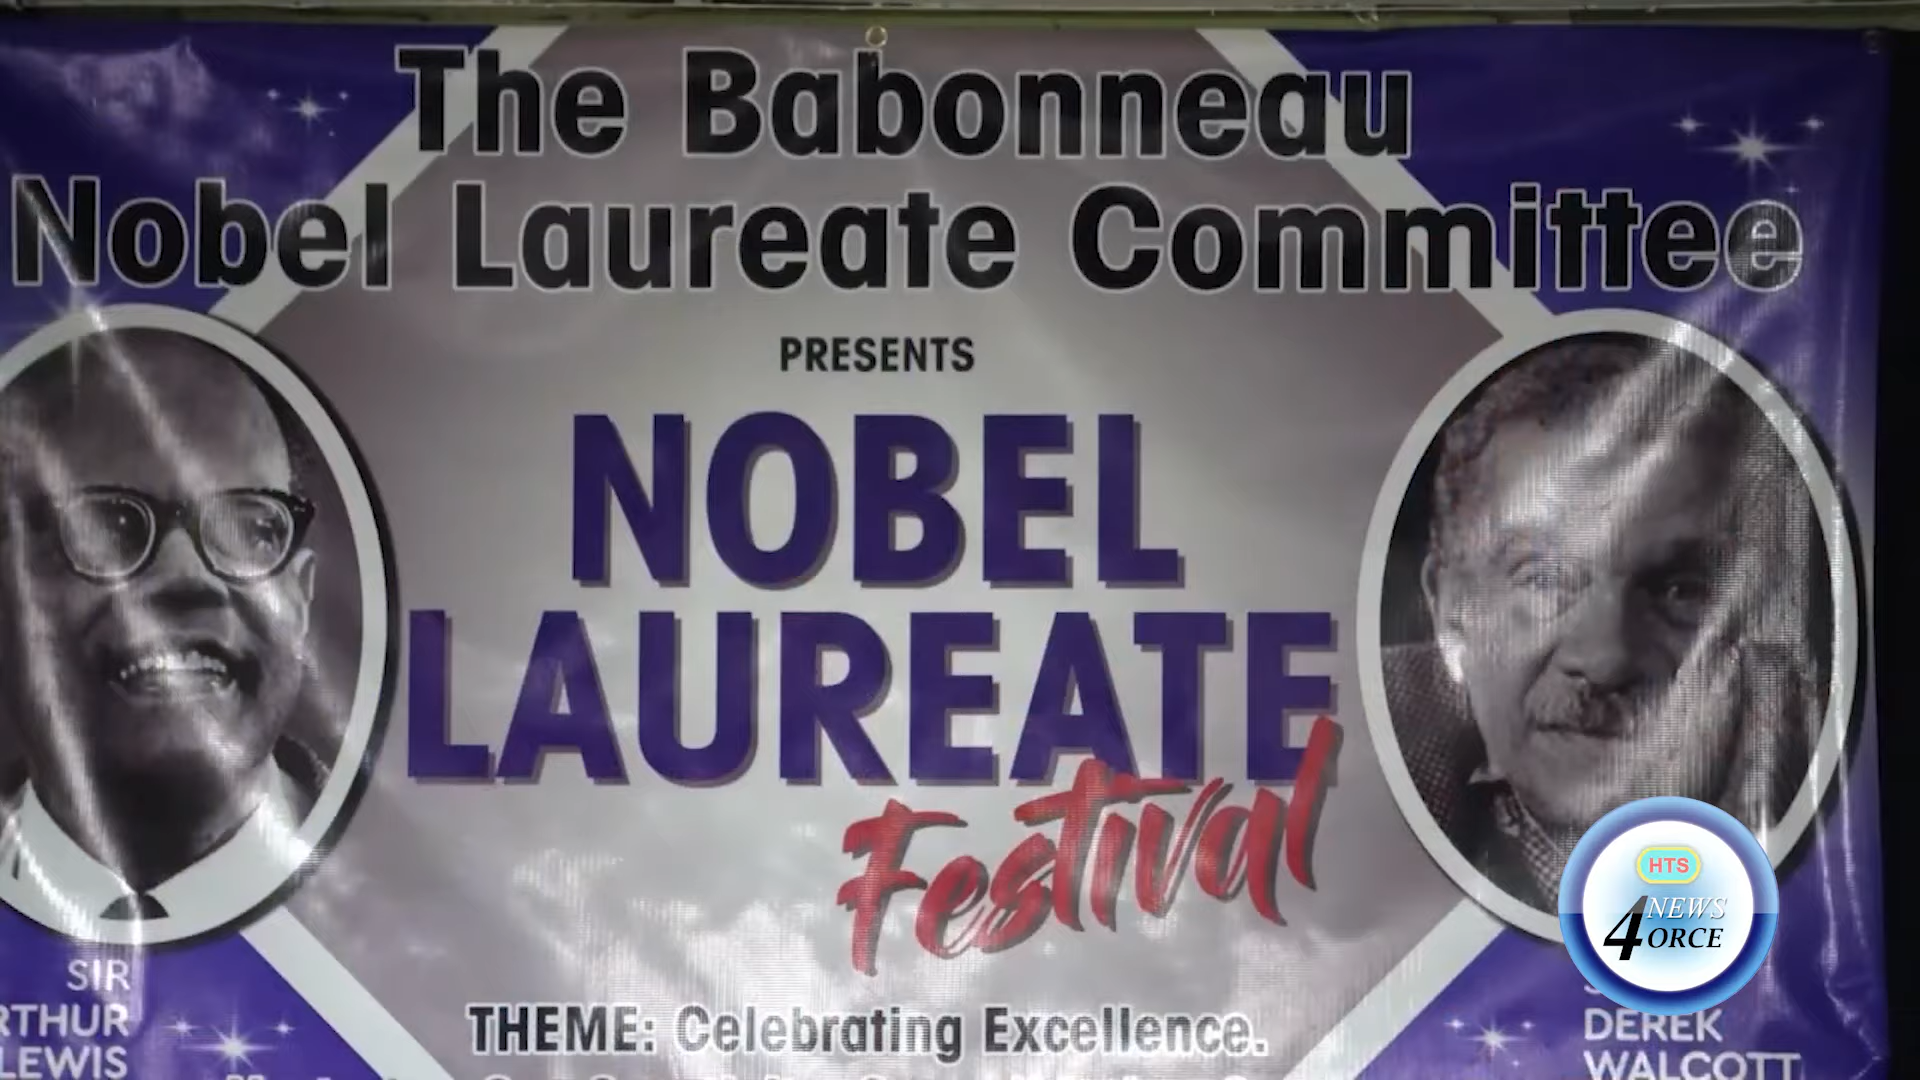 The Babonneau
Nobel Laureate Committee
PRESENTS
NOBEL
LAUREATE
Festival
THEME: Celebrating Excellence.
SIR
RTHUR
LEWIS
DEREK
WALCOTT
HTS
NEWS
4ORCE